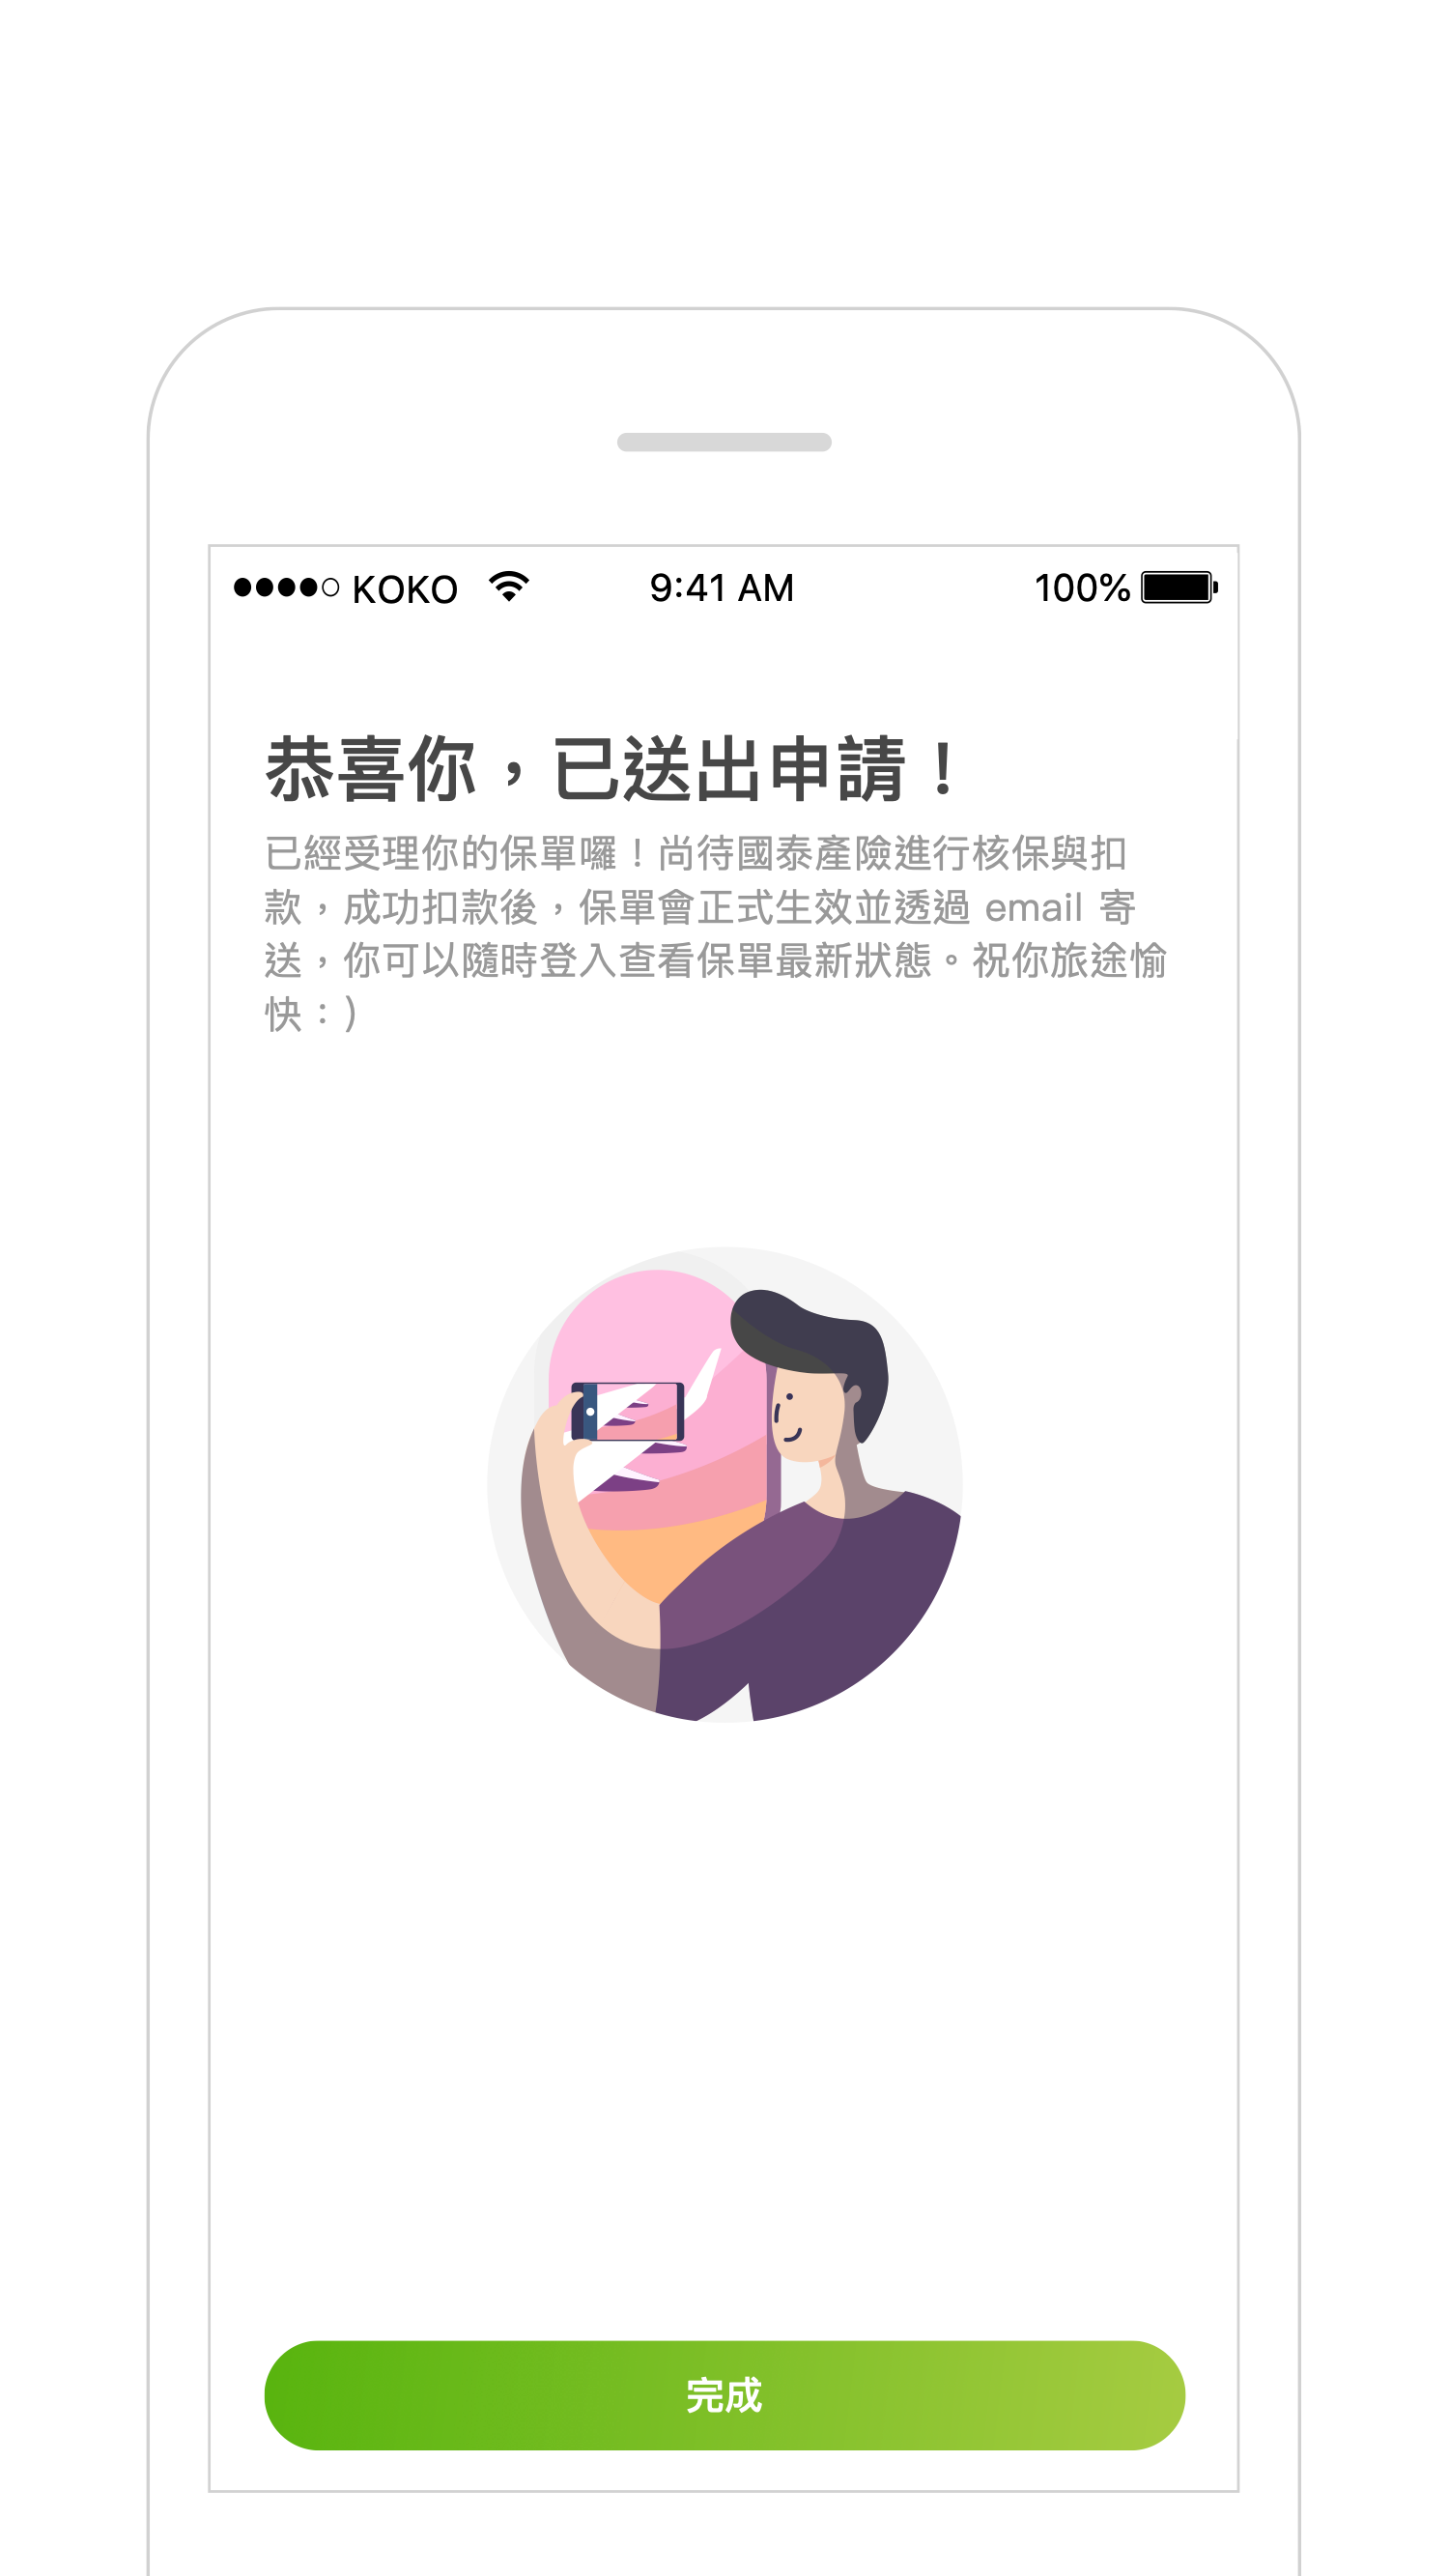 KOKO 9:41 AM 100%
恭喜你，已送出申請！
已經受理你的保單囉！尚待國泰產險進行核保與扣
款，成功扣款後，保單會正式生效並透過 email 寄
送，你可以隨時登入查看保單最新狀態。祝你旅途愉
快：)
完成